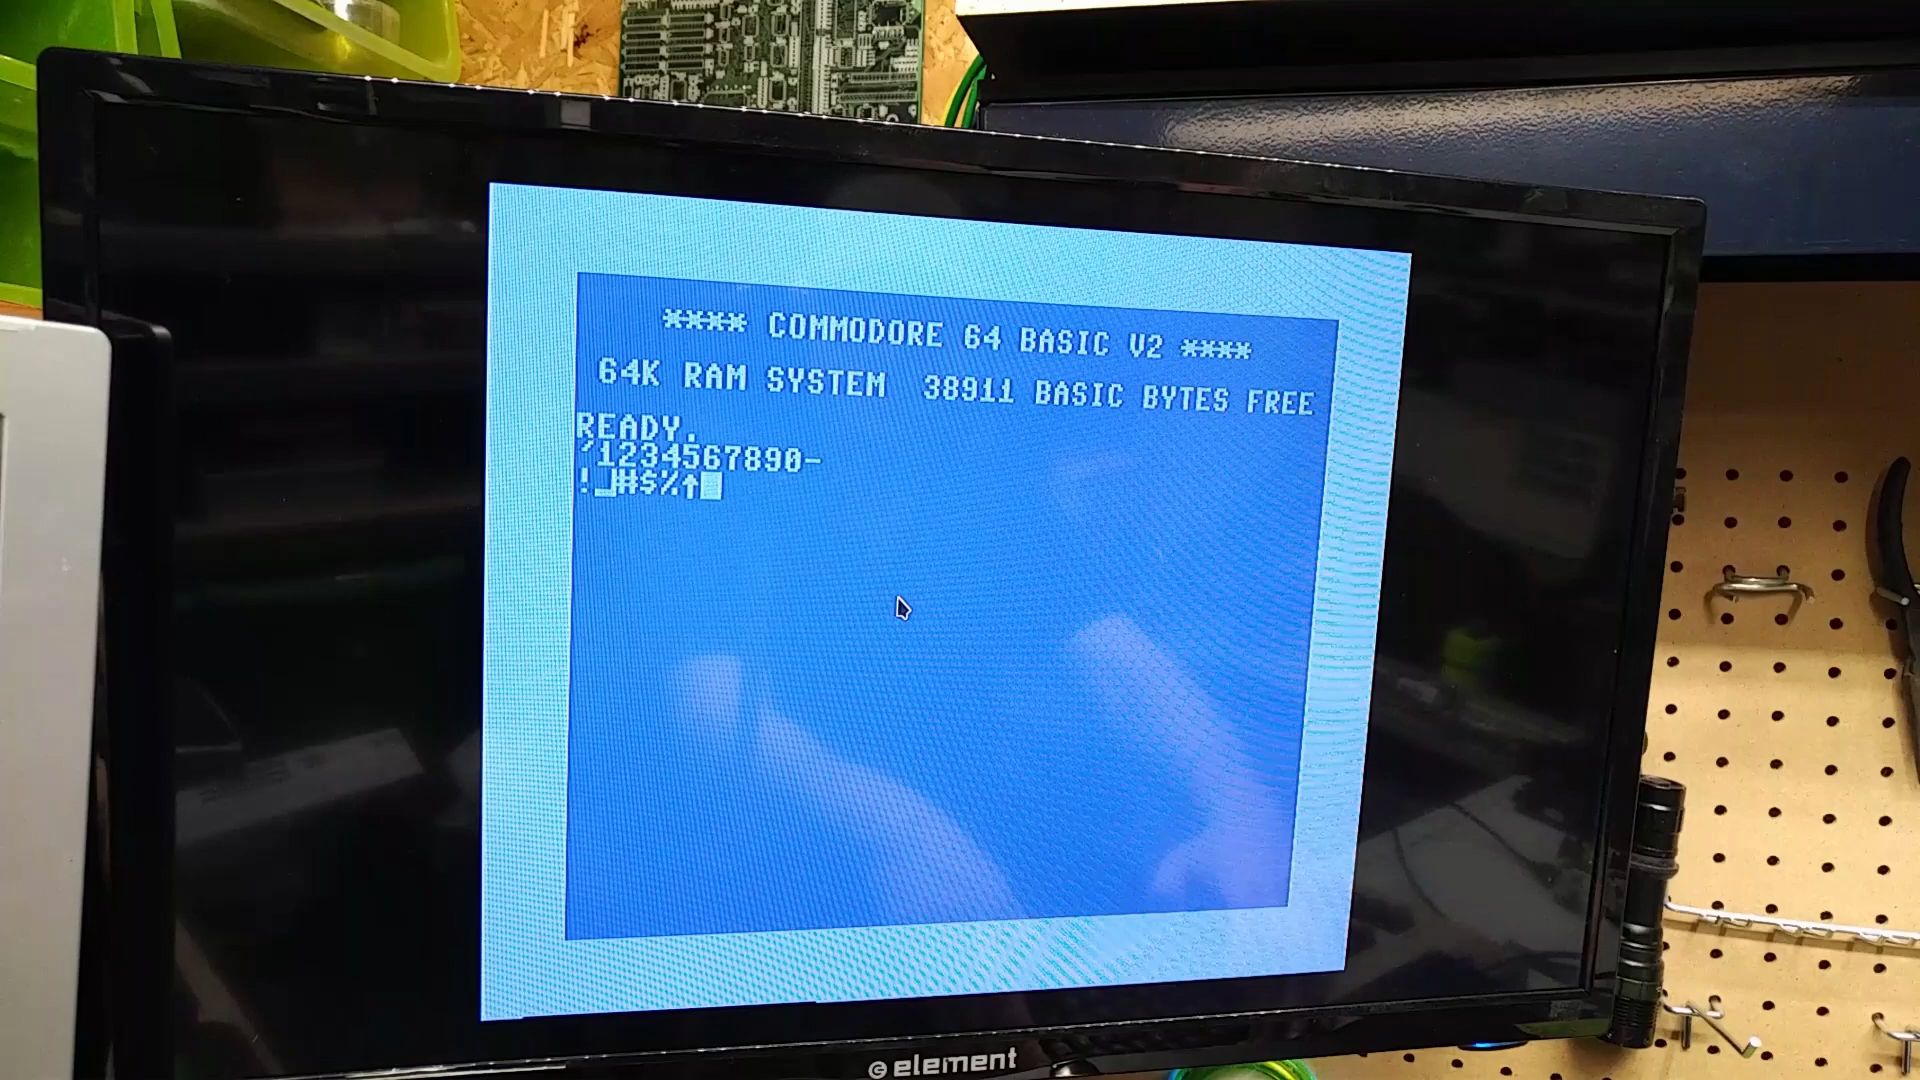 **** COMMODORE 64 BASIC V2 ****
64K RAM SYSTEM  38911 BASIC BYTES FREE
READY.
'1234567890-
!┘#$%↑
element